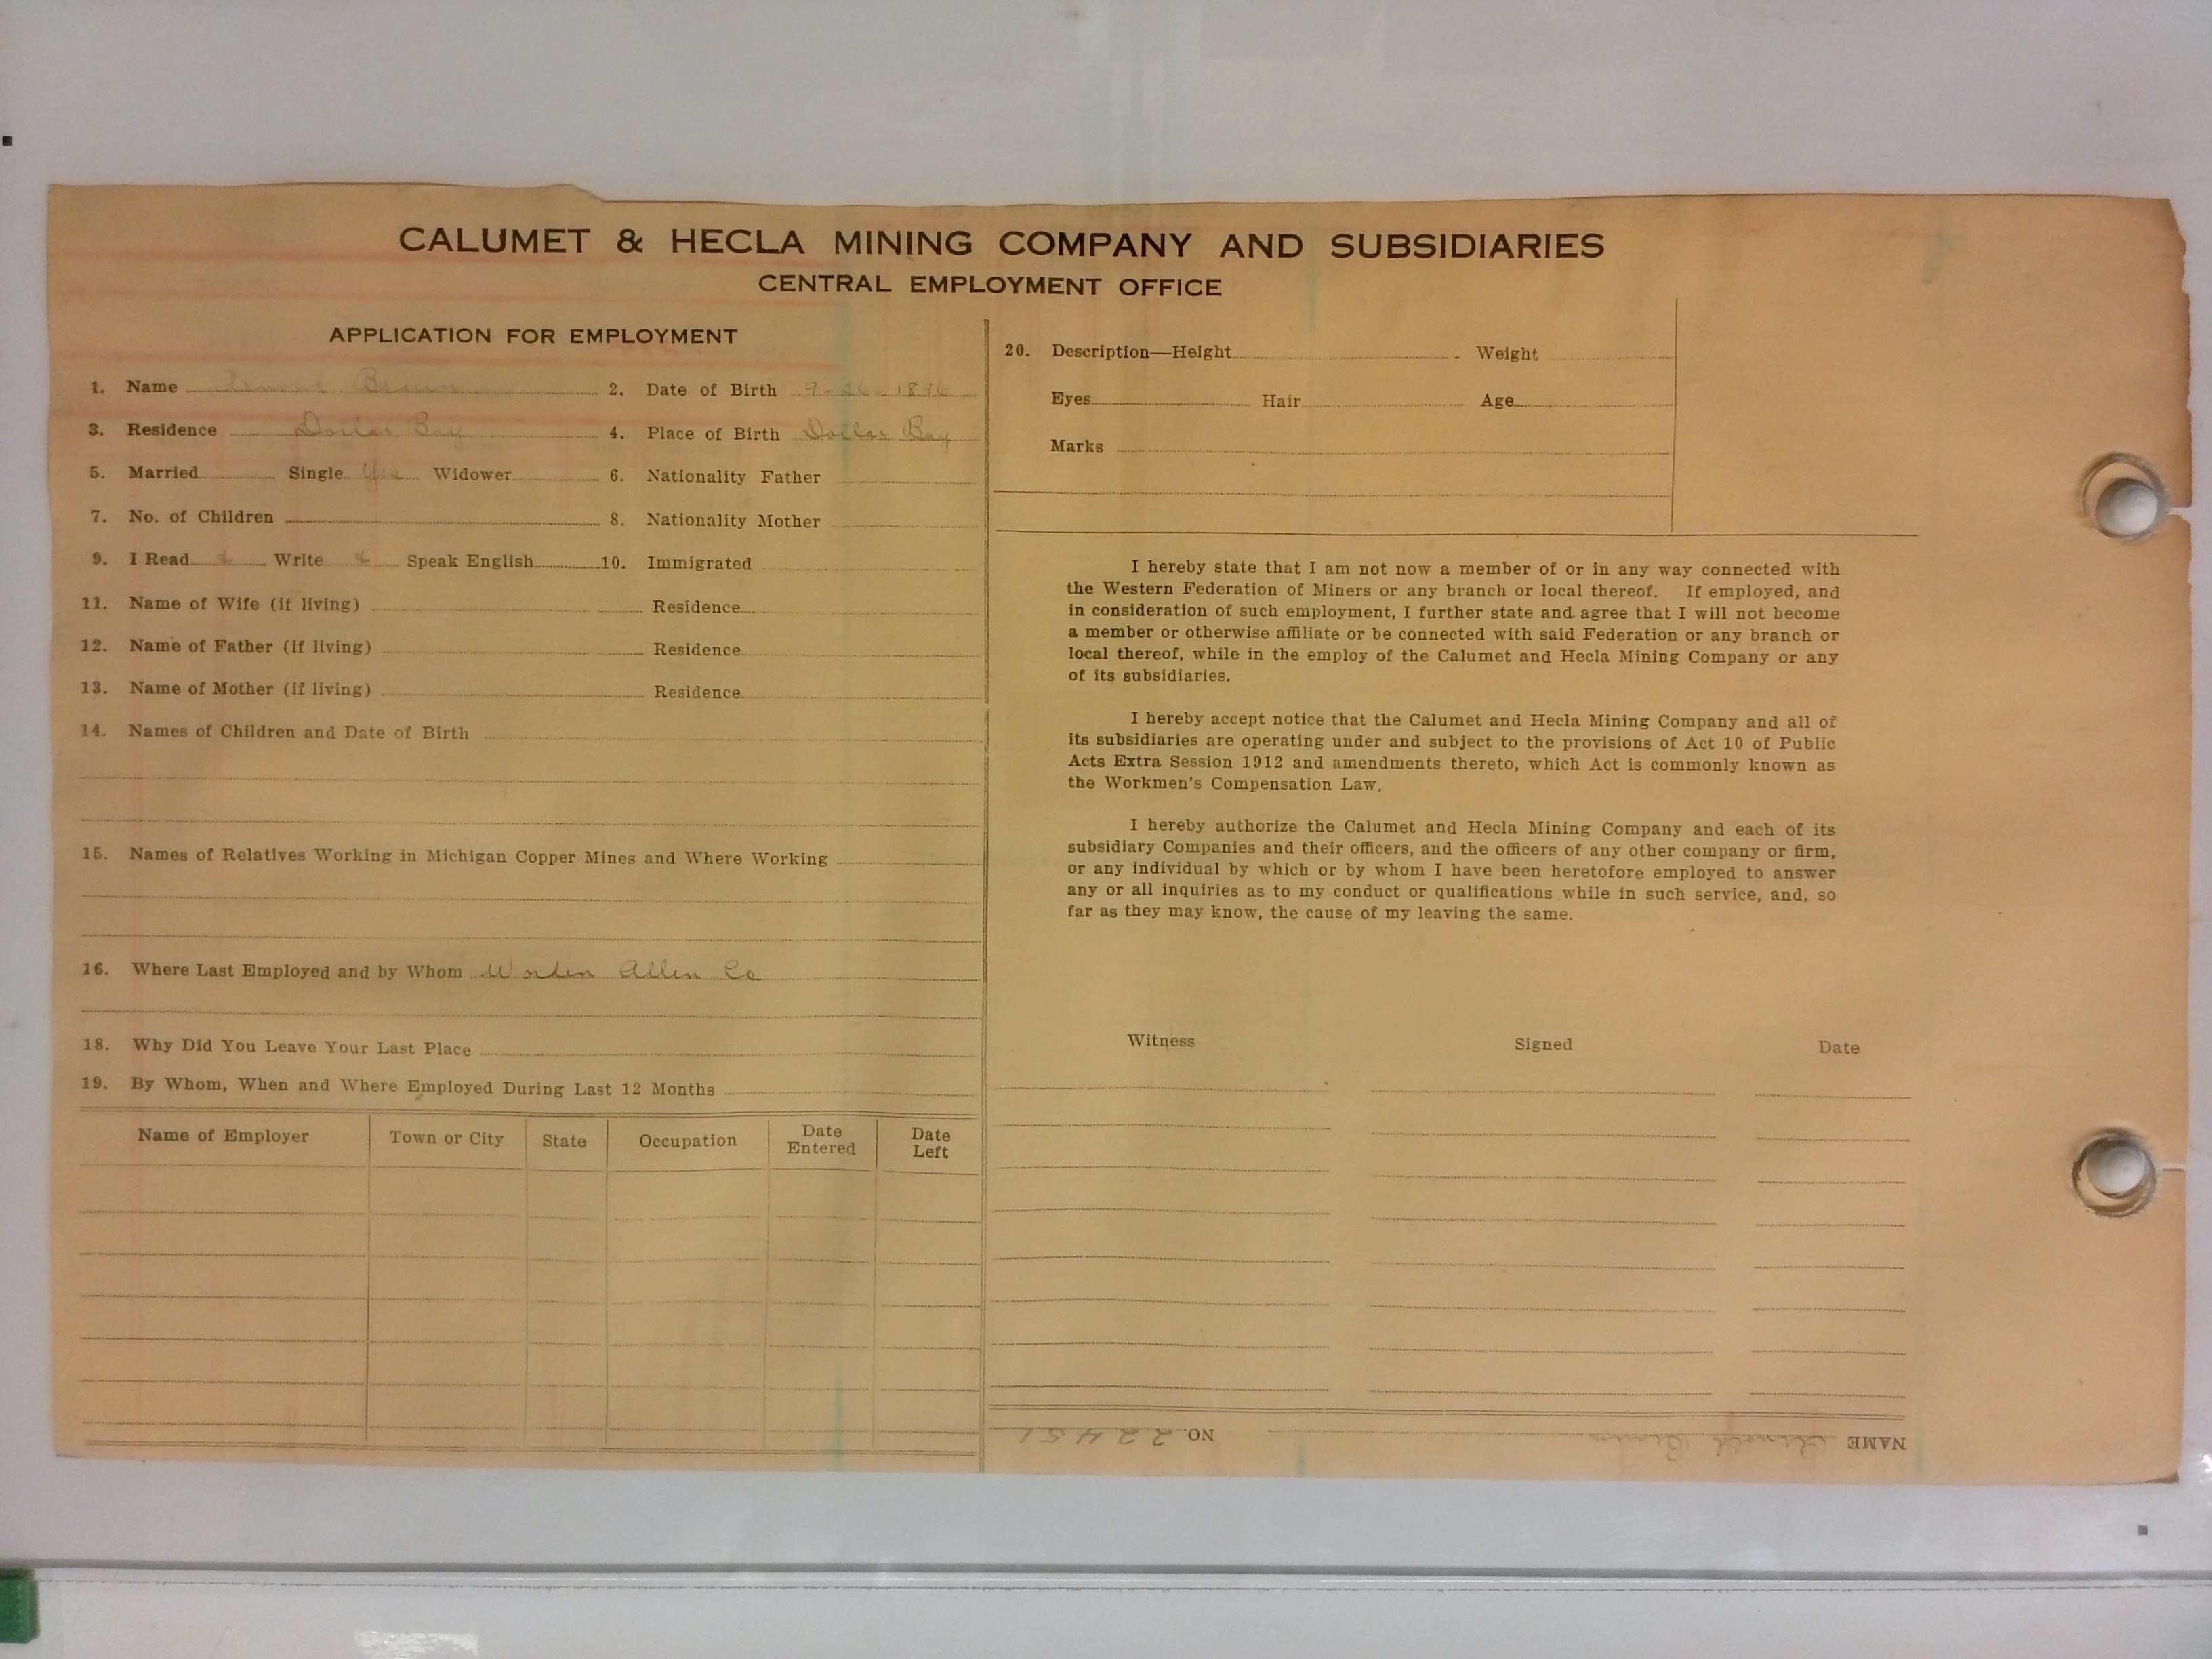 CALUMET & HECLA MINING COMPANY AND SUBSIDIARIES
CENTRAL EMPLOYMENT OFFICE
APPLICATION FOR EMPLOYMENT
1. Name Arnold 2. Date of Birth 9-26-1896
3. Residence Dollar Bay 4. Place of Birth Dollar Bay
5. Married Single Yes Widower 6. Nationality Father
7. No. of Children 8. Nationality Mother
9. I Read Write Speak English 10. Immigrated
11. Name of Wife (if living) Residence
12. Name of Father (if living) Residence
13. Name of Mother (if living) Residence
14. Names of Children and Date of Birth
15. Names of Relatives Working in Michigan Copper Mines and Where Working
16. Where Last Employed and by Whom Worden Allen Co
18. Why Did You Leave Your Last Place
19. By Whom, When and Where Employed During Last 12 Months
Name of Employer Town or City State Occupation Date Entered Date Left
20. Description—Height Weight
Eyes Hair Age
Marks
I hereby state that I am not now a member of or in any way connected with
the Western Federation of Miners or any branch or local thereof. If employed, and
in consideration of such employment, I further state and agree that I will not become
a member or otherwise affiliate or be connected with said Federation or any branch or
local thereof, while in the employ of the Calumet and Hecla Mining Company or any
of its subsidiaries.
I hereby accept notice that the Calumet and Hecla Mining Company and all of
its subsidiaries are operating under and subject to the provisions of Act 10 of Public
Acts Extra Session 1912 and amendments thereto, which Act is commonly known as
the Workmen's Compensation Law.
I hereby authorize the Calumet and Hecla Mining Company and each of its
subsidiary Companies and their officers, and the officers of any other company or firm,
or any individual by which or by whom I have been heretofore employed to answer
any or all inquiries as to my conduct or qualifications while in such service, and, so
far as they may know, the cause of my leaving the same.
Witness Signed Date
NAME Arnold NO. 22451